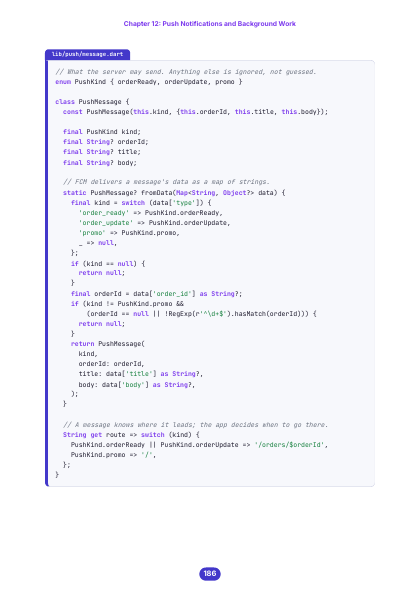 Chapter 12: Push Notifications and Background Work
lib/push/message.dart
// What the server may send. Anything else is ignored, not guessed.
enum PushKind { orderReady, orderUpdate, promo }
class PushMessage {
  const PushMessage(this.kind, {this.orderId, this.title, this.body});
  final PushKind kind;
  final String? orderId;
  final String? title;
  final String? body;
  // FCM delivers a message's data as a map of strings.
  static PushMessage? fromData(Map<String, Object?> data) {
    final kind = switch (data['type']) {
      'order_ready' => PushKind.orderReady,
      'order_update' => PushKind.orderUpdate,
      'promo' => PushKind.promo,
      _ => null,
    };
    if (kind == null) {
      return null;
    }
    final orderId = data['order_id'] as String?;
    if (kind != PushKind.promo &&
        (orderId == null || !RegExp(r'^\d+$').hasMatch(orderId))) {
      return null;
    }
    return PushMessage(
      kind,
      orderId: orderId,
      title: data['title'] as String?,
      body: data['body'] as String?,
    );
  }
  // A message knows where it leads; the app decides when to go there.
  String get route => switch (kind) {
    PushKind.orderReady || PushKind.orderUpdate => '/orders/$orderId',
    PushKind.promo => '/',
  };
}
186